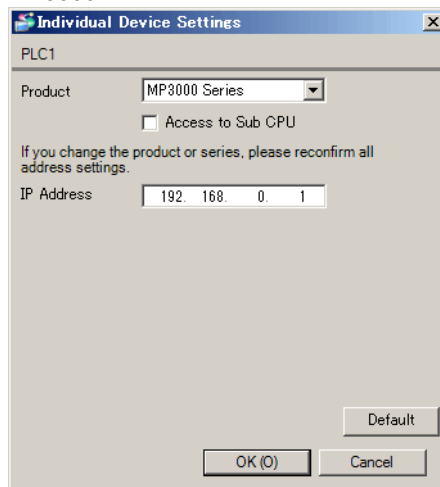 Individual Device Settings
PLC1
Product MP3000 Series
Access to Sub CPU
If you change the product or series, please reconfirm all
address settings.
IP Address 192. 168. 0. 1
Default
OK (O) Cancel